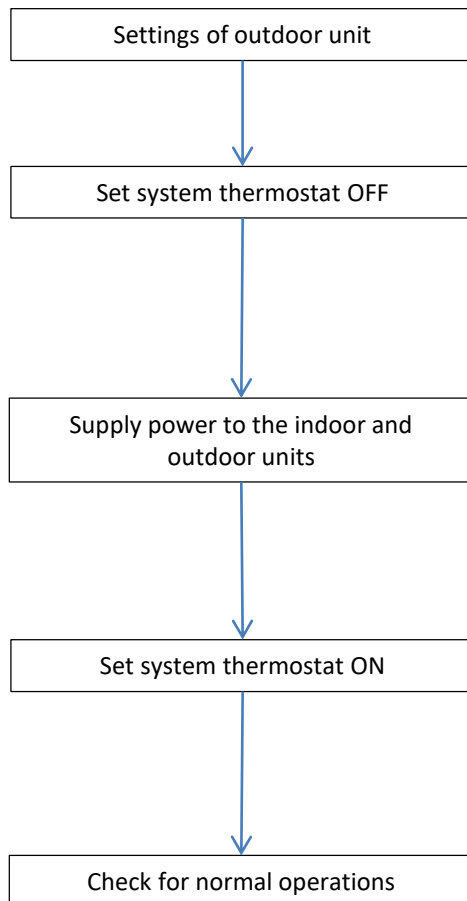 Settings of outdoor unit
Set system thermostat OFF
Supply power to the indoor and
outdoor units
Set system thermostat ON
Check for normal operations